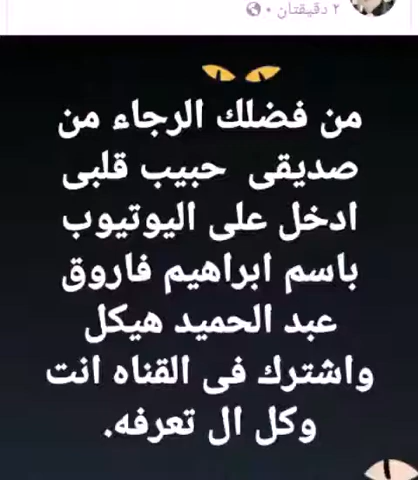 ٢ دقيقتان •
من فضلك الرجاء من
صديقى حبيب قلبى
ادخل على اليوتيوب
باسم ابراهيم فاروق
عبد الحميد هيكل
واشترك فى القناه انت
وكل ال تعرفه.